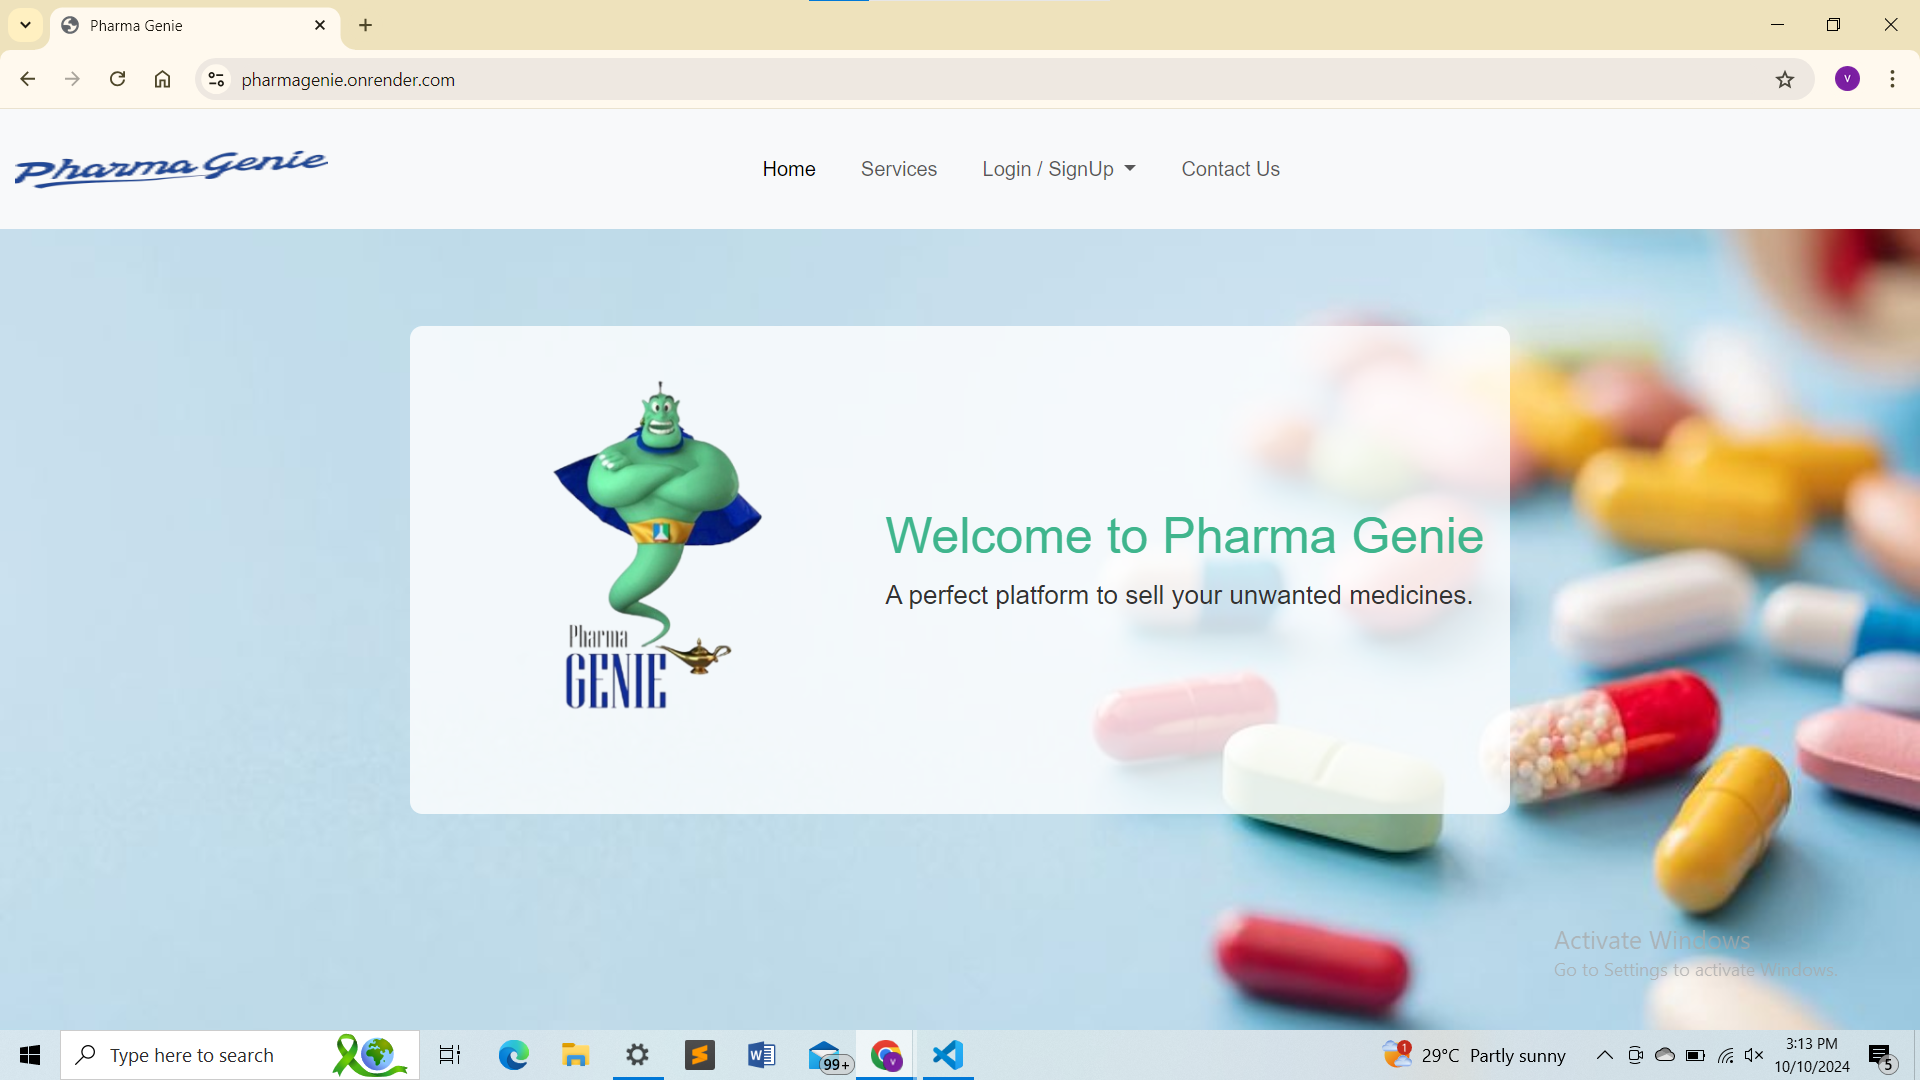 Pharma Genie
pharmagenie.onrender.com
V
Pharma Genie
Home
Services
Login / SignUp
Contact Us
Pharma
GENIE
Welcome to Pharma Genie
A perfect platform to sell your unwanted medicines.
Activate Windows
Go to Settings to activate Windows.
Type here to search
99+
V
1
29°C Partly sunny
3:13 PM
10/10/2024
5